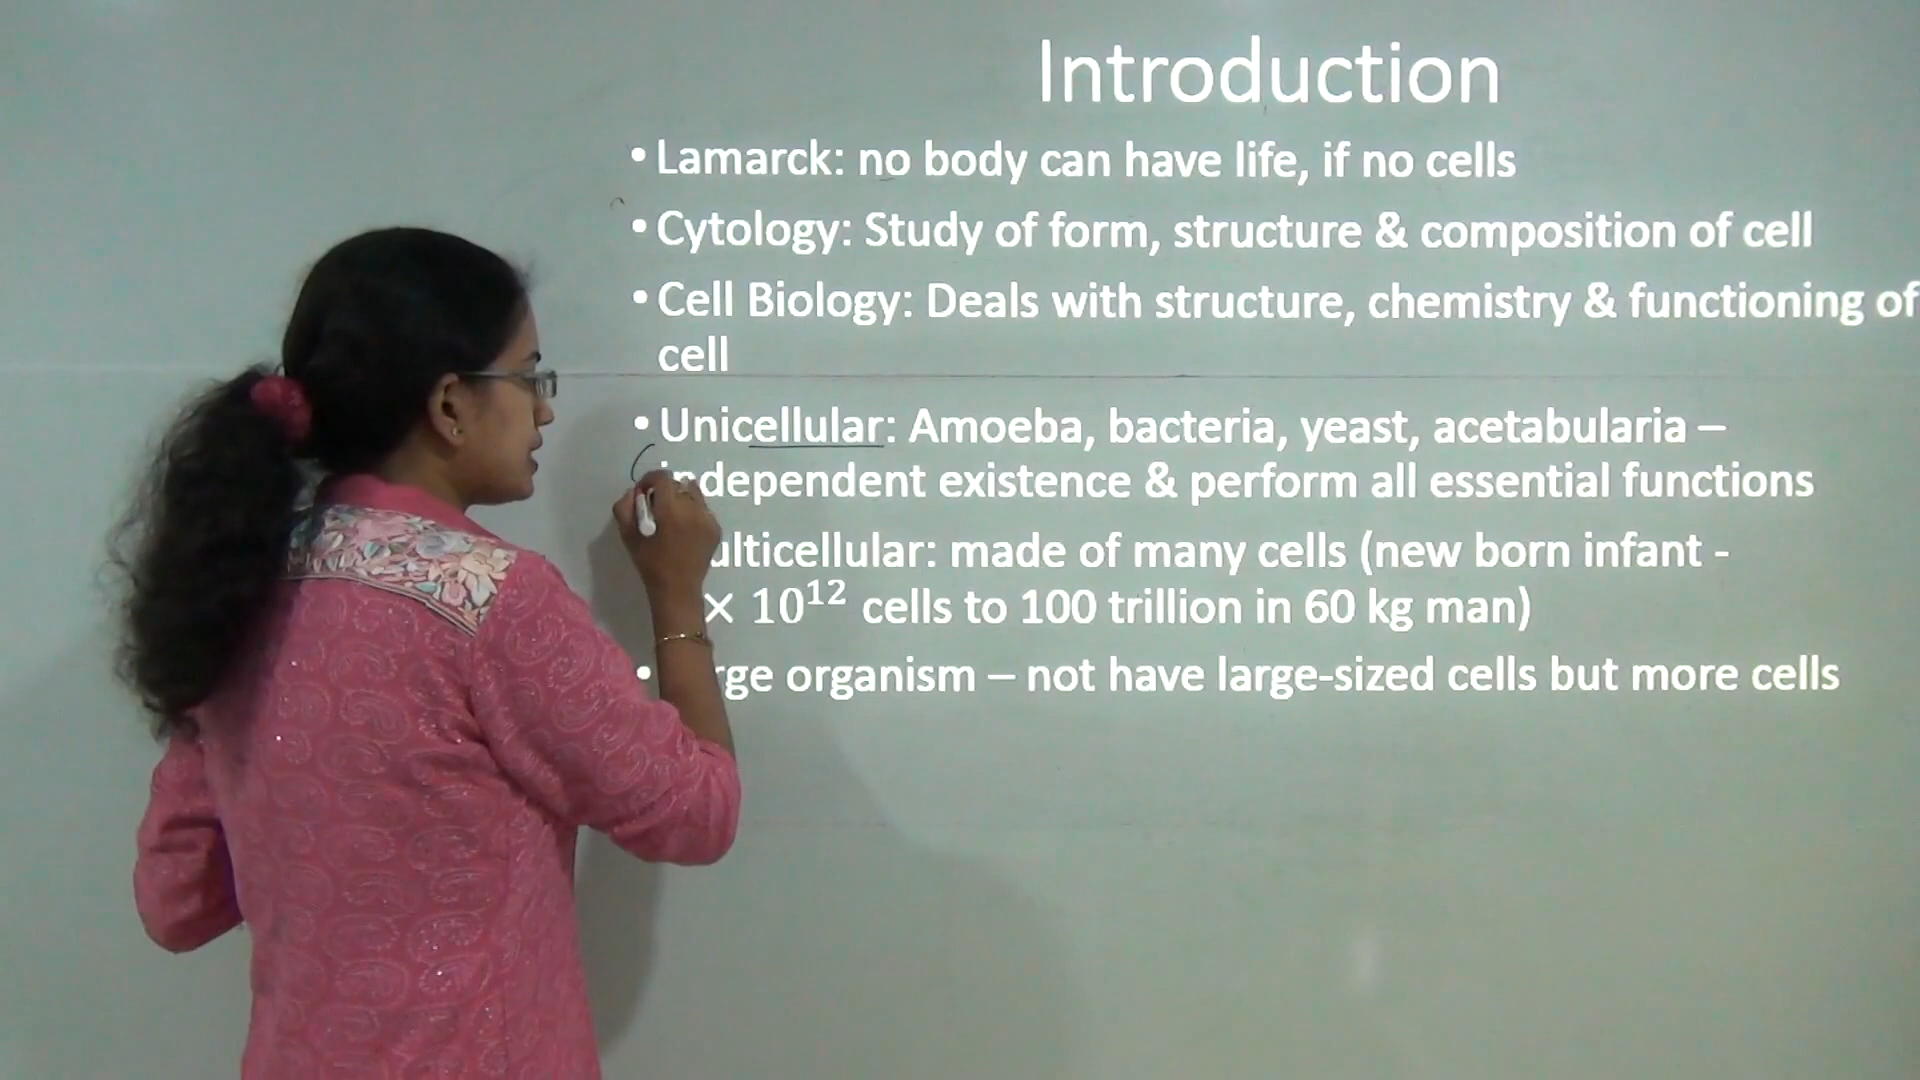 Introduction
• Lamarck: no body can have life, if no cells
• Cytology: Study of form, structure & composition of cell
• Cell Biology: Deals with structure, chemistry & functioning of
cell
• Unicellular: Amoeba, bacteria, yeast, acetabularia –
independent existence & perform all essential functions
made of many cells (new born infant -
× 10¹² cells to 100 trillion in 60 kg man)
• organism – not have large-sized cells but more cells